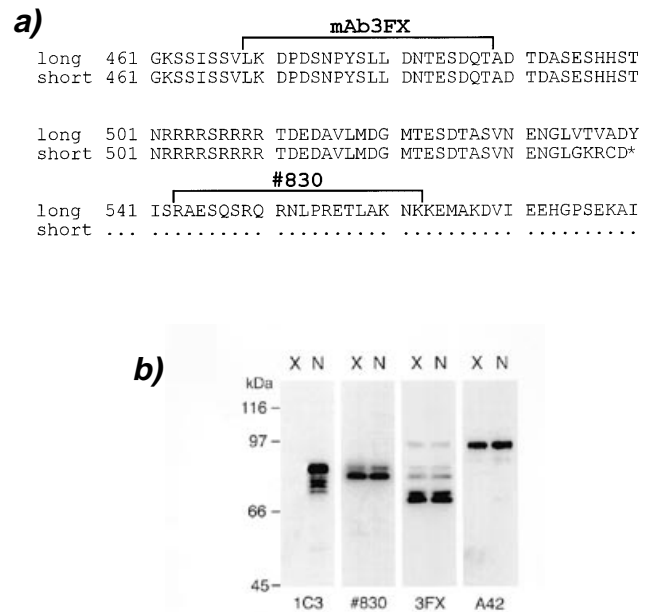 a)
mAb3FX
long 461 GKSSISSVLK DPDSNPYSLL DNTESDQTAD TDASESHHST
short 461 GKSSISSVLK DPDSNPYSLL DNTESDQTAD TDASESHHST
long 501 NRRRRSRRRR TDEDAVLMDG MTESDTASVN ENGLVTVADY
short 501 NRRRRSRRRR TDEDAVLMDG MTESDTASVN ENGLGKRCD*
#830
long 541 ISRAESQSRQ RNLPRETLAK NKKEMAKDVI EEHGPSEKAI
short ... .......... .......... .......... ..........
b)
X N X N X N X N
kDa
116
97
66
45
1C3 #830 3FX A42